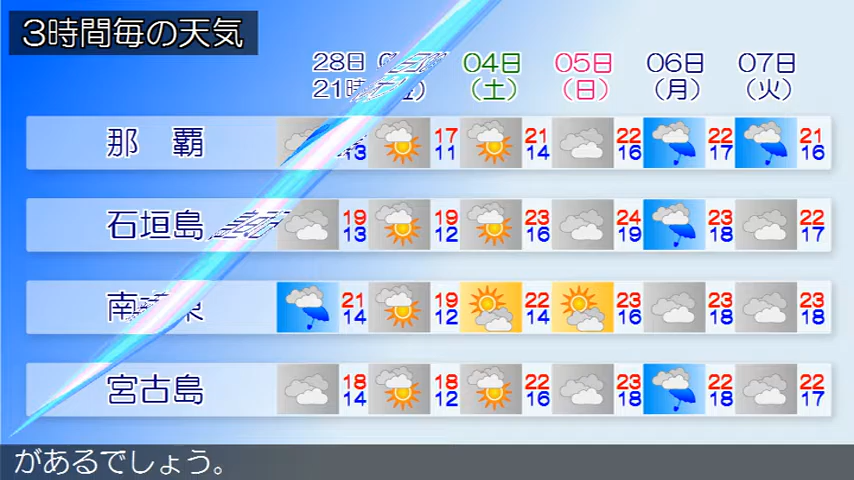 3時間毎の天気
28日 04日 05日 06日 07日
21時 (土) (日) (月) (火)
那 覇 13 17 11 21 14 22 16 22 17 21 16
石垣島 19 13 19 12 23 16 24 19 23 18 22 17
南 東 21 14 19 12 22 14 23 16 23 18 23 18
宮古島 18 14 18 12 22 16 23 18 22 18 22 17
があるでしょう。